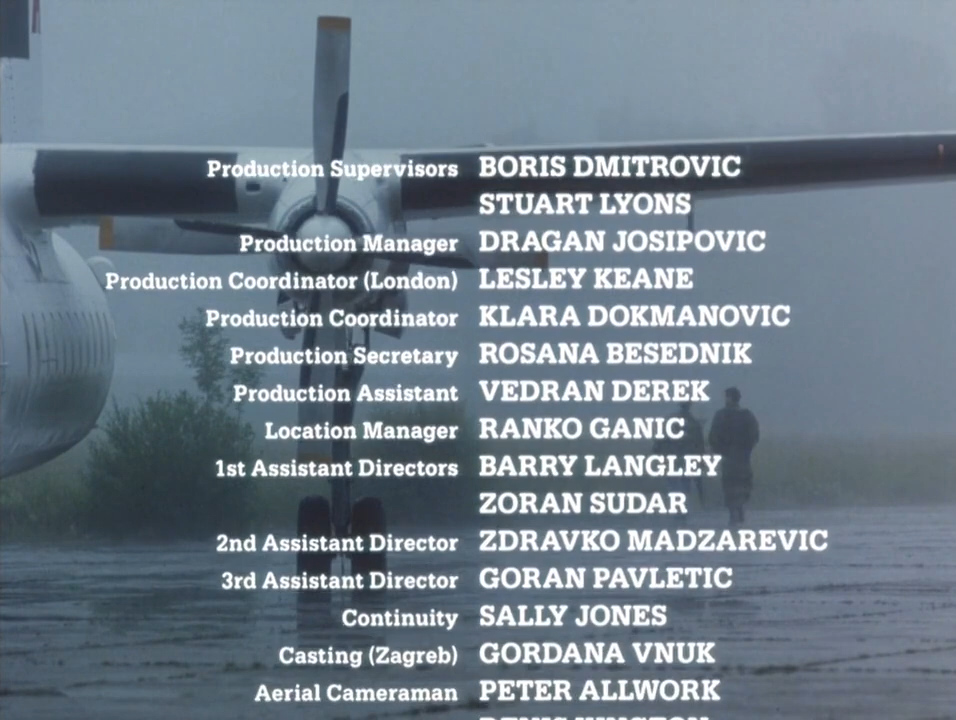 Production Supervisors BORIS DMITROVIC
STUART LYONS
Production Manager DRAGAN JOSIPOVIC
Production Coordinator (London) LESLEY KEANE
Production Coordinator KLARA DOKMANOVIC
Production Secretary ROSANA BESEDNIK
Production Assistant VEDRAN DEREK
Location Manager RANKO GANIC
1st Assistant Directors BARRY LANGLEY
ZORAN SUDAR
2nd Assistant Director ZDRAVKO MADZAREVIC
3rd Assistant Director GORAN PAVLETIC
Continuity SALLY JONES
Casting (Zagreb) GORDANA VNUK
Aerial Cameraman PETER ALLWORK